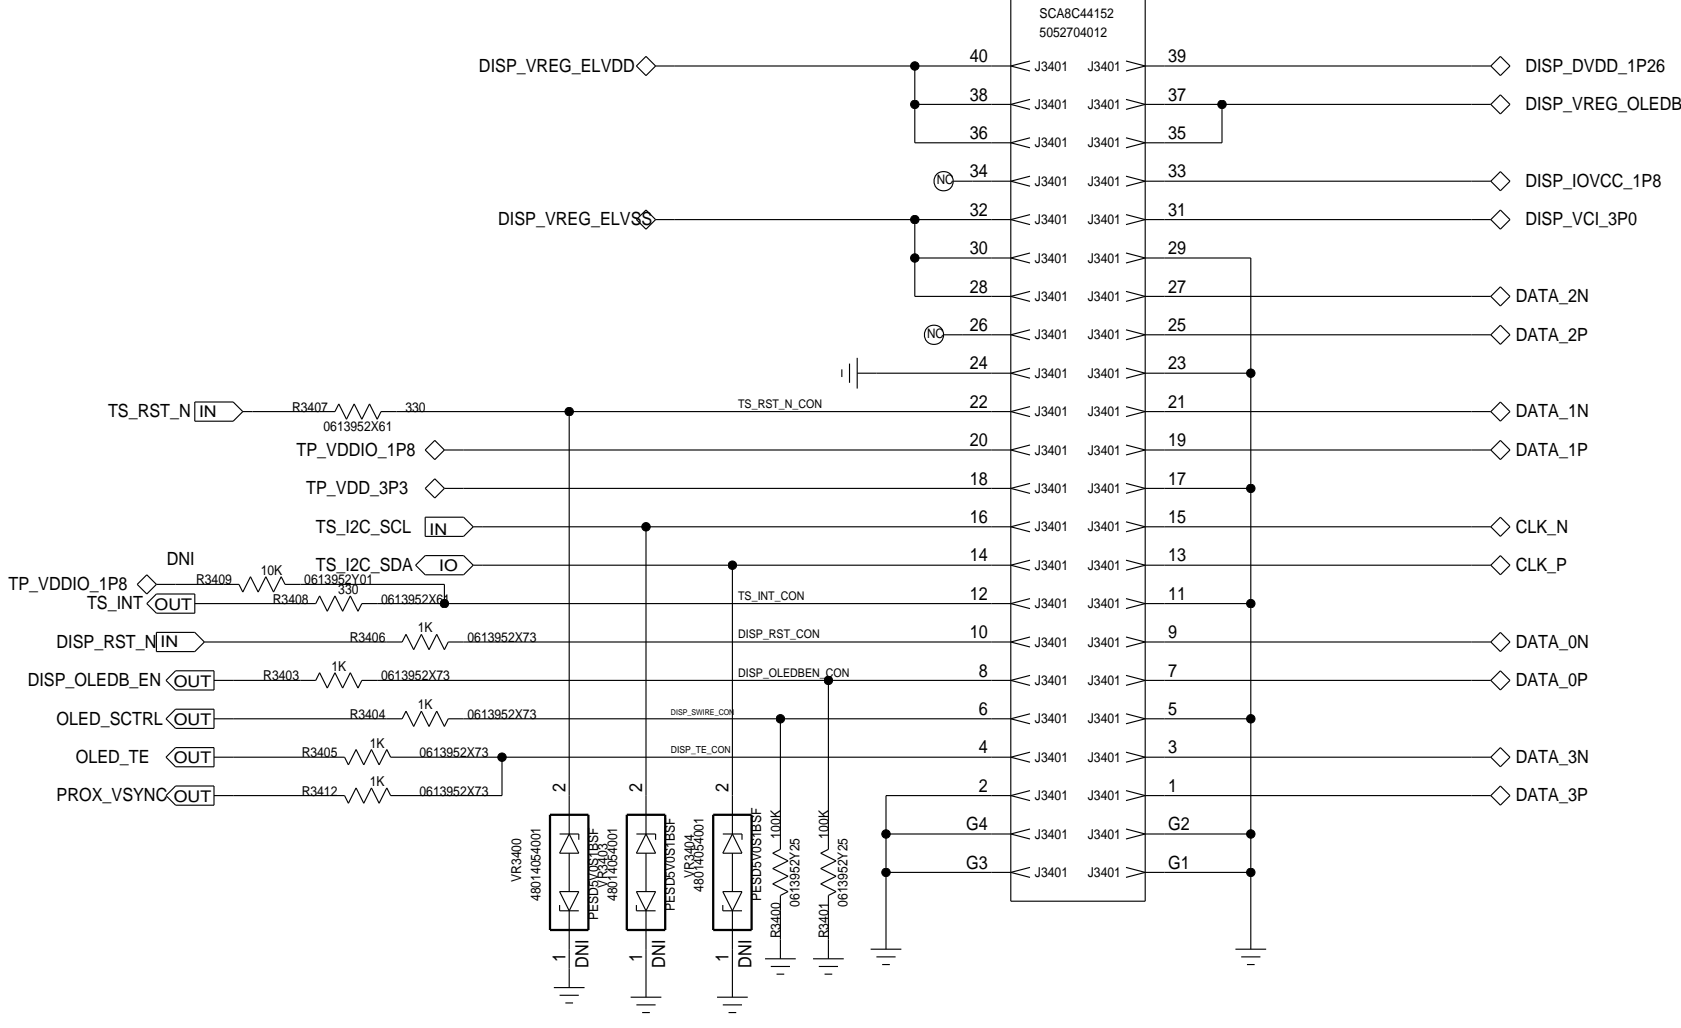 SCA8C44152
5052704012
DISP_VREG_ELVDD 40 J3401 J3401 39 DISP_DVDD_1P26
38 J3401 J3401 37 DISP_VREG_OLEDB
36 J3401 J3401 35
NC 34 J3401 J3401 33 DISP_IOVCC_1P8
DISP_VREG_ELVSS 32 J3401 J3401 31 DISP_VCI_3P0
30 J3401 J3401 29
28 J3401 J3401 27 DATA_2N
NC 26 J3401 J3401 25 DATA_2P
24 J3401 J3401 23
TS_RST_N IN R3407 330 TS_RST_N_CON 22 J3401 J3401 21 DATA_1N
0613952X61
TP_VDDIO_1P8 20 J3401 J3401 19 DATA_1P
TP_VDD_3P3 18 J3401 J3401 17
TS_I2C_SCL IN 16 J3401 J3401 15 CLK_N
DNI
TS_I2C_SDA IO 14 J3401 J3401 13 CLK_P
TP_VDDIO_1P8 R3409 10K 0613952Y01
TS_INT OUT R3408 330 0613952X61 TS_INT_CON 12 J3401 J3401 11
DISP_RST_N IN R3406 1K 0613952X73 DISP_RST_CON 10 J3401 J3401 9 DATA_0N
DISP_OLEDB_EN OUT R3403 1K 0613952X73 DISP_OLEDBEN_CON 8 J3401 J3401 7 DATA_0P
OLED_SCTRL OUT R3404 1K 0613952X73 DISP_SWIRE_CON 6 J3401 J3401 5
OLED_TE OUT R3405 1K 0613952X73 DISP_TE_CON 4 J3401 J3401 3 DATA_3N
PROX_VSYNC OUT R3412 1K 0613952X73 2 J3401 J3401 1 DATA_3P
G4 J3401 J3401 G2
G3 J3401 J3401 G1
2 VR3400 48014054001 PESD5V0S1BSF 1 DNI
2 VR3403 48014054001 PESD5V0S1BSF 1 DNI
2 VR3404 48014054001 PESD5V0S1BSF 1 DNI
R3400 100K 0613952Y25
R3401 100K 0613952Y25